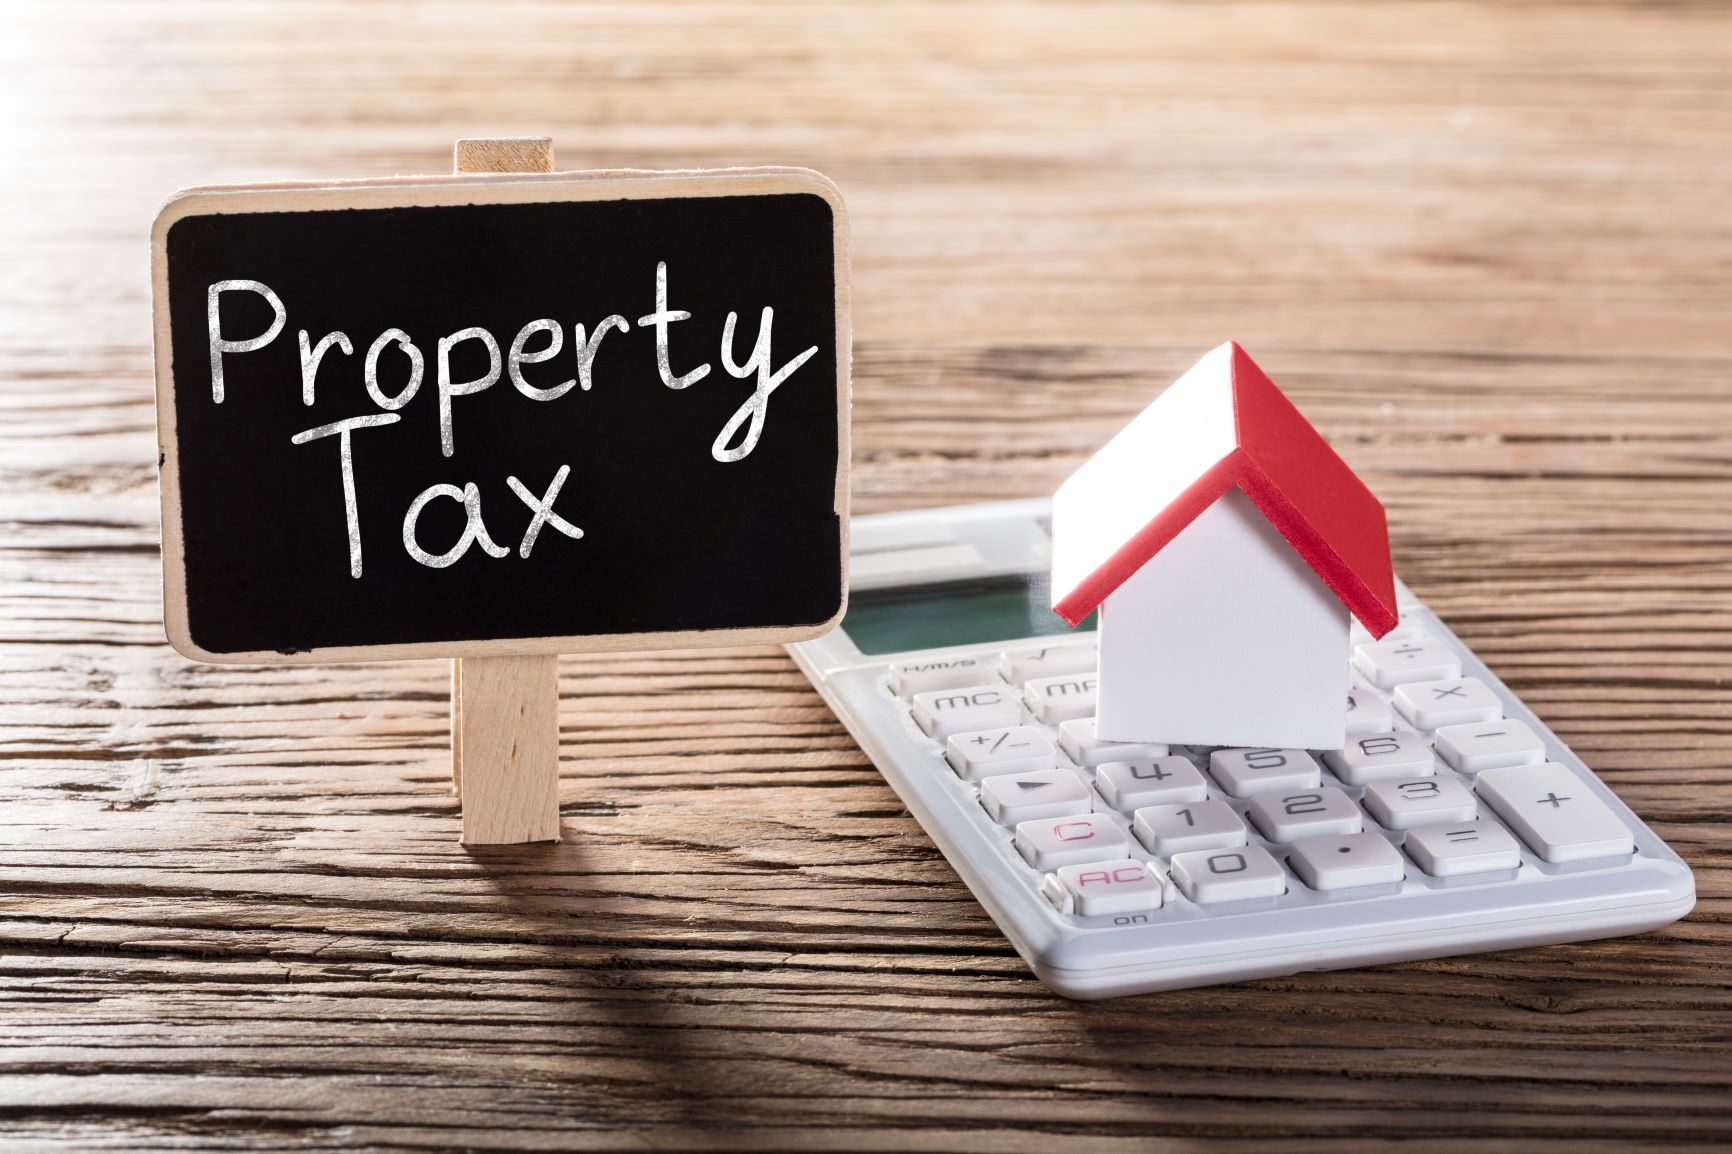 Property
Tax
H/M/S √ ÷
MC ×
+/- 6 −
▶ 4 5 3 +
C 1 2 =
AC 0 •
on